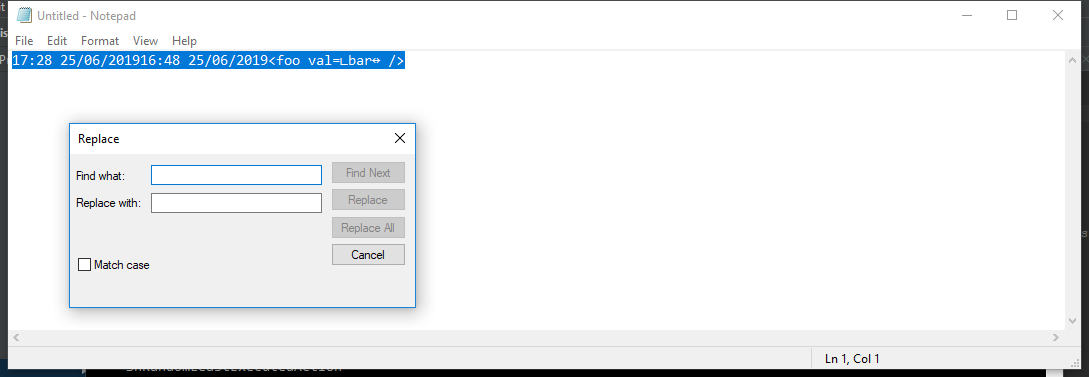 Untitled - Notepad
File Edit Format View Help
17:28 25/06/201916:48 25/06/2019<foo val=∟bar↔ />
Replace
Find what:
Find Next
Replace with:
Replace
Replace All
Cancel
Match case
Ln 1, Col 1